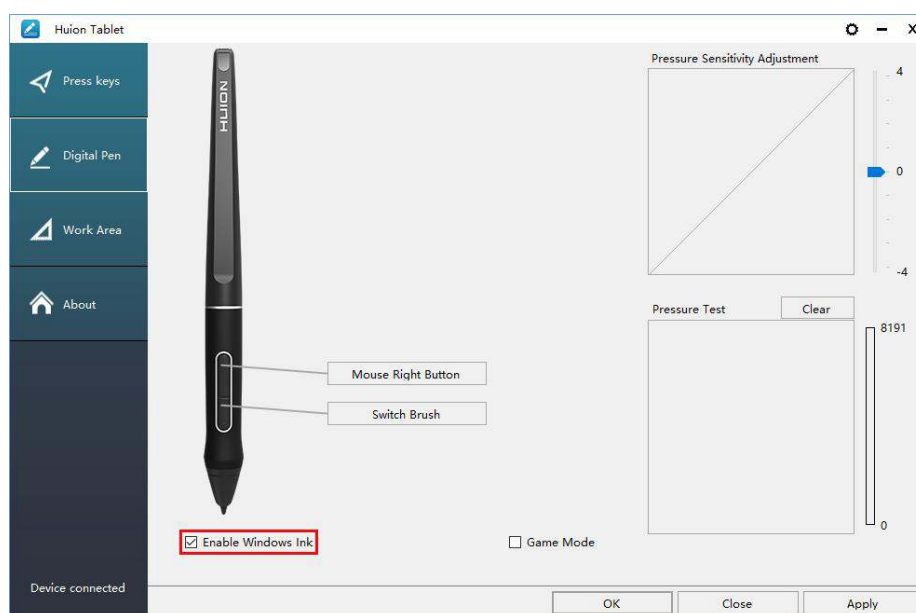 Huion Tablet
Press keys
Digital Pen
Work Area
About
Device connected
HUION
Mouse Right Button
Switch Brush
Enable Windows Ink
Game Mode
Pressure Sensitivity Adjustment
4
0
-4
Pressure Test
Clear
8191
0
OK
Close
Apply